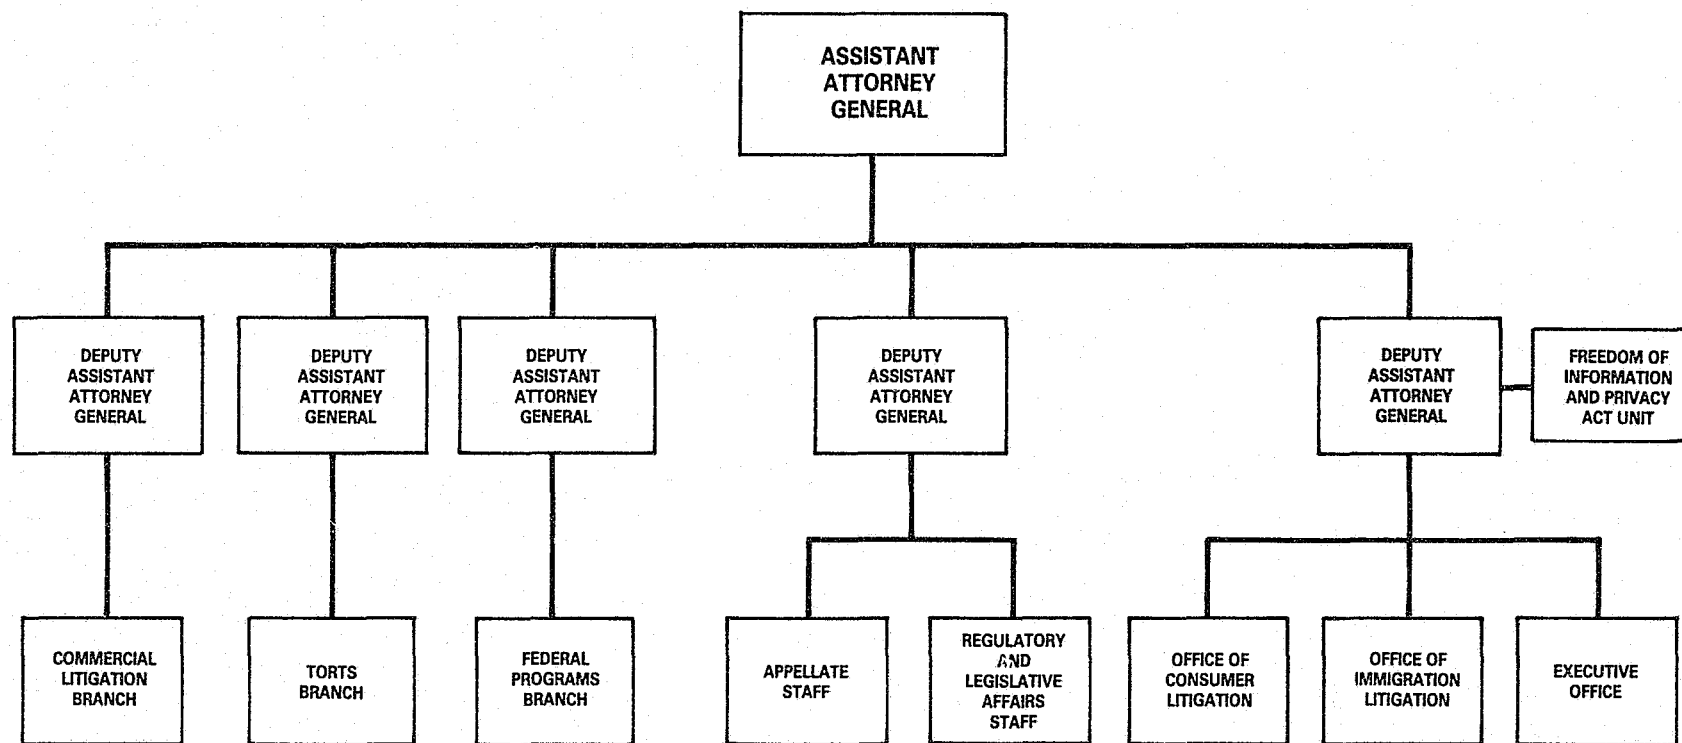 ASSISTANT
ATTORNEY
GENERAL
DEPUTY
ASSISTANT
ATTORNEY
GENERAL
DEPUTY
ASSISTANT
ATTORNEY
GENERAL
DEPUTY
ASSISTANT
ATTORNEY
GENERAL
DEPUTY
ASSISTANT
ATTORNEY
GENERAL
DEPUTY
ASSISTANT
ATTORNEY
GENERAL
FREEDOM OF
INFORMATION
AND PRIVACY
ACT UNIT
COMMERCIAL
LITIGATION
BRANCH
TORTS
BRANCH
FEDERAL
PROGRAMS
BRANCH
APPELLATE
STAFF
REGULATORY
AND
LEGISLATIVE
AFFAIRS
STAFF
OFFICE OF
CONSUMER
LITIGATION
OFFICE OF
IMMIGRATION
LITIGATION
EXECUTIVE
OFFICE